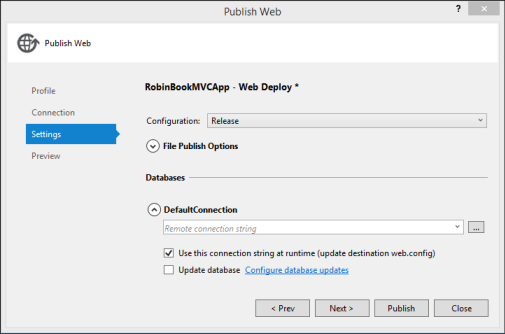 Publish Web
?
Publish Web
Profile
Connection
Settings
Preview
RobinBookMVCApp - Web Deploy *
Configuration: Release
File Publish Options
Databases
DefaultConnection
Remote connection string
...
Use this connection string at runtime (update destination web.config)
Update database Configure database updates
< Prev Next > Publish Close